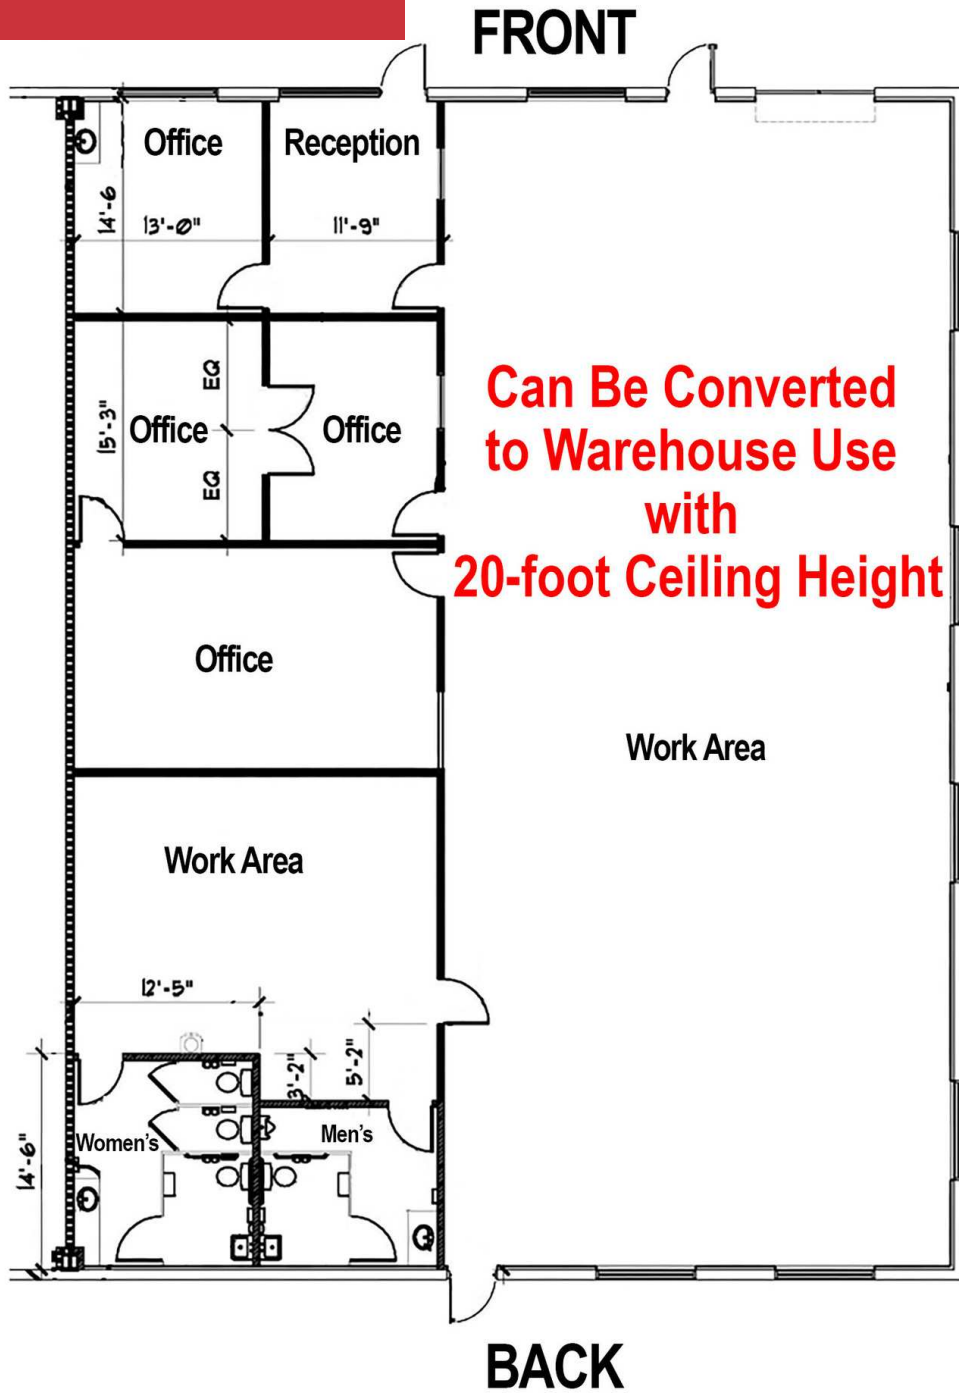 FRONT
Office
Reception
14'-6
13'-0"
11'-9"
EQ
15'-3"
Office
Office
EQ
Can Be Converted
to Warehouse Use
with
20-foot Ceiling Height
Office
Work Area
Work Area
12'-5"
3'-2"
5'-2"
14'-6"
Women's
Men's
BACK